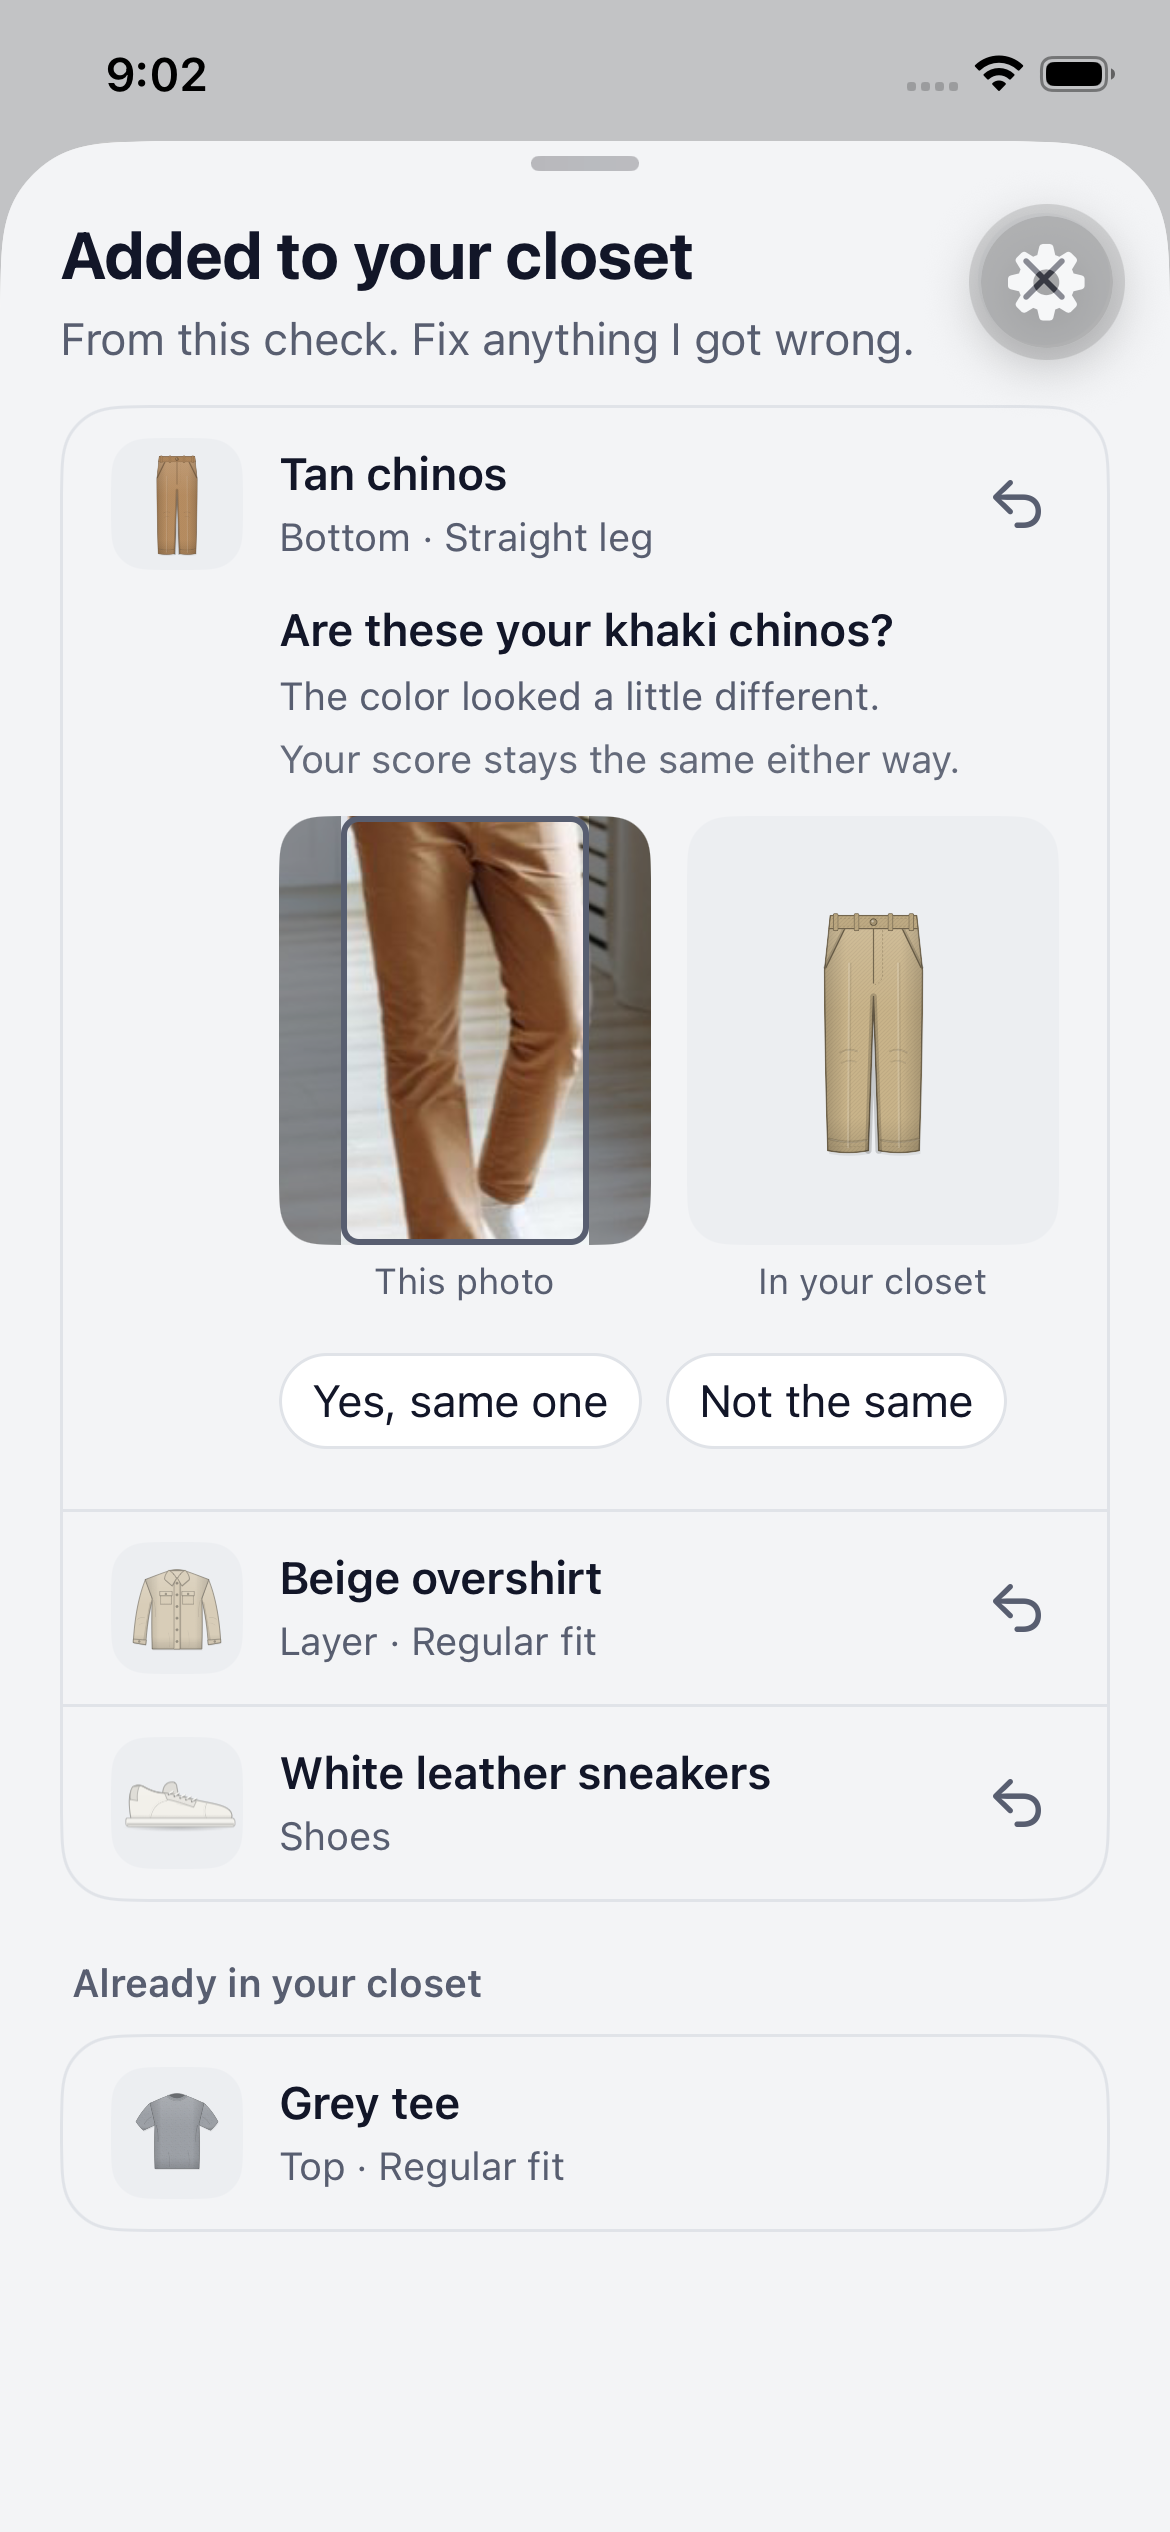 9:02
Added to your closet
From this check. Fix anything I got wrong.
Tan chinos
Bottom · Straight leg
Are these your khaki chinos?
The color looked a little different.
Your score stays the same either way.
This photo
In your closet
Yes, same one
Not the same
Beige overshirt
Layer · Regular fit
White leather sneakers
Shoes
Already in your closet
Grey tee
Top · Regular fit